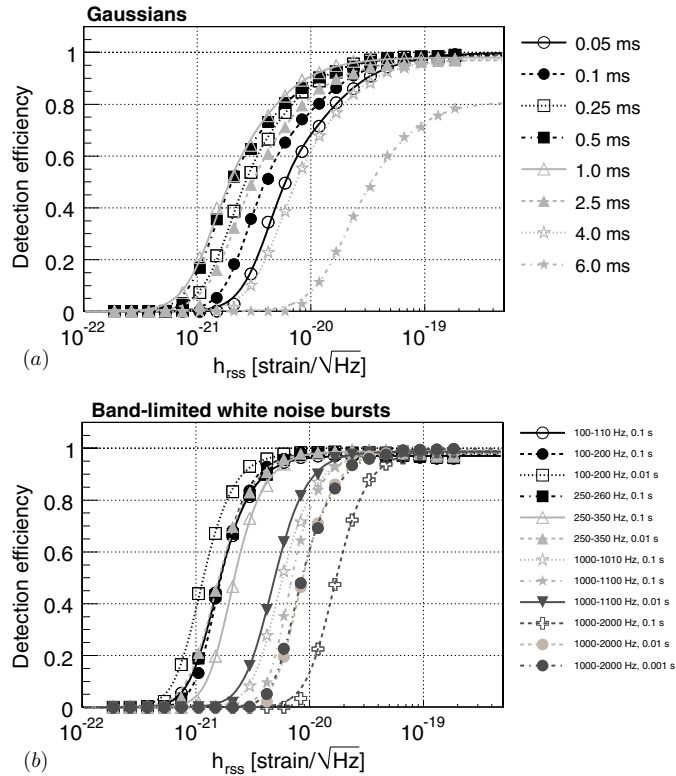 Gaussians
1
0.8
0.6
0.4
0.2
0
Detection efficiency
10-22
10-21
10-20
10-19
hrss [strain/√Hz]
(a)
0.05 ms
0.1 ms
0.25 ms
0.5 ms
1.0 ms
2.5 ms
4.0 ms
6.0 ms
Band-limited white noise bursts
1
0.8
0.6
0.4
0.2
0
Detection efficiency
10-22
10-21
10-20
10-19
hrss [strain/√Hz]
(b)
100-110 Hz, 0.1 s
100-200 Hz, 0.1 s
100-200 Hz, 0.01 s
250-260 Hz, 0.1 s
250-350 Hz, 0.1 s
250-350 Hz, 0.01 s
1000-1010 Hz, 0.1 s
1000-1100 Hz, 0.1 s
1000-1100 Hz, 0.01 s
1000-2000 Hz, 0.1 s
1000-2000 Hz, 0.01 s
1000-2000 Hz, 0.001 s